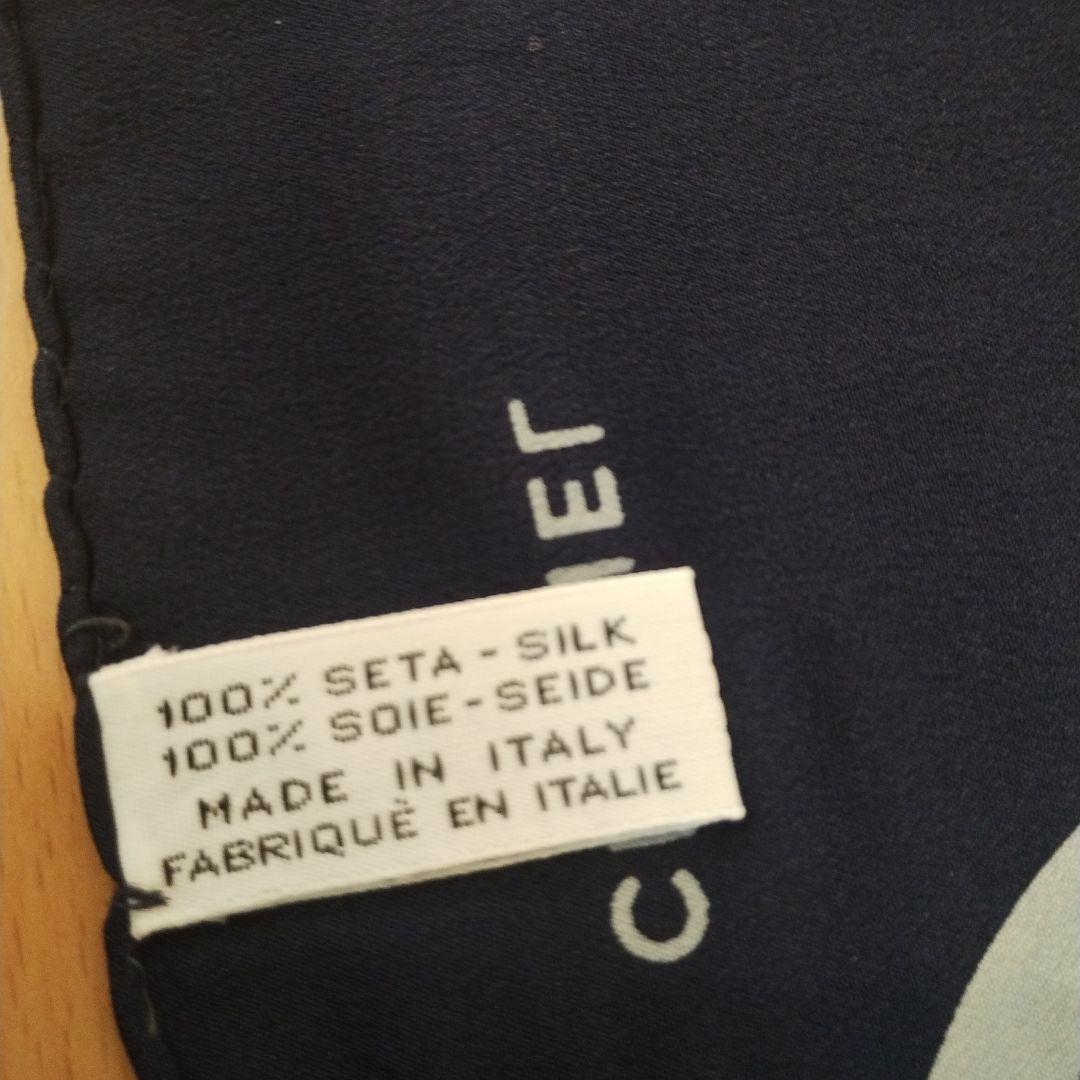 100% SETA - SILK
100% SOIE - SEIDE
MADE IN ITALY
FABRIQUÈ EN ITALIE